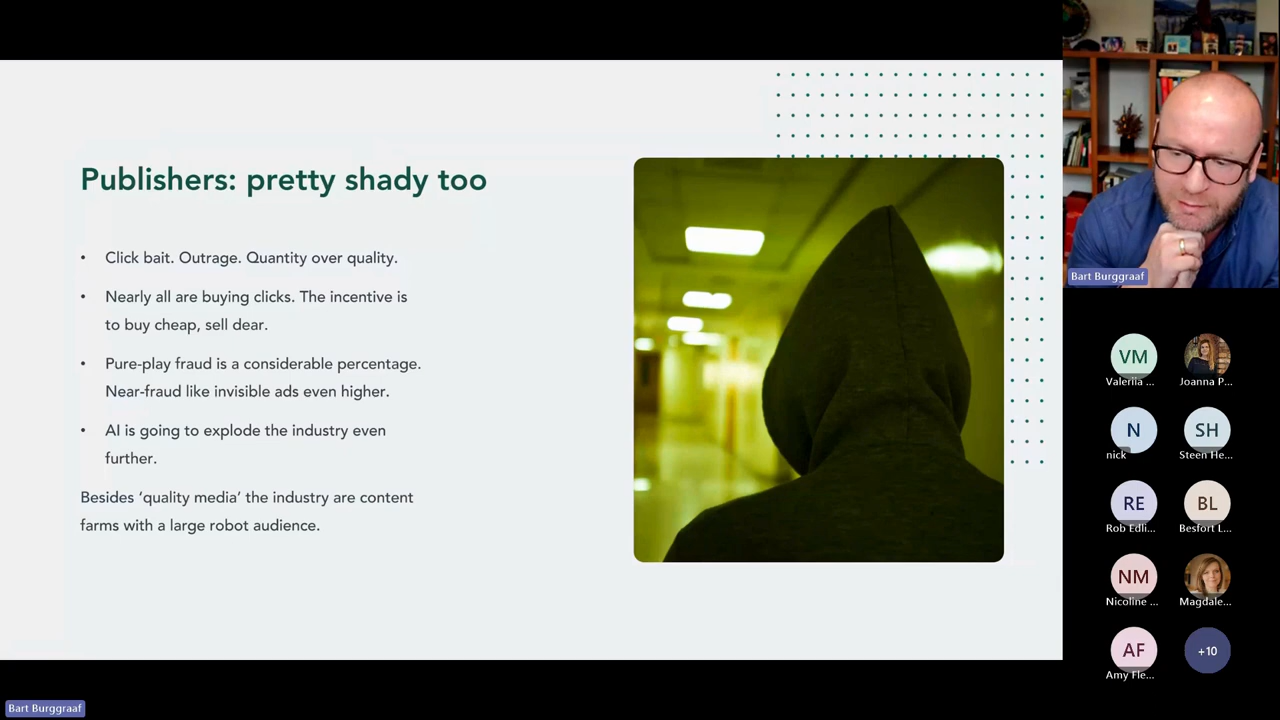 Publishers: pretty shady too
• Click bait. Outrage. Quantity over quality.
• Nearly all are buying clicks. The incentive is
to buy cheap, sell dear.
• Pure-play fraud is a considerable percentage.
Near-fraud like invisible ads even higher.
• AI is going to explode the industry even
further.
Besides ‘quality media’ the industry are content
farms with a large robot audience.
Bart Burggraaf
VM
Valeriia ...
Joanna P...
N
nick
SH
Steen He...
RE
Rob Edli...
BL
Besfort L...
NM
Nicoline ...
Magdale...
AF
Amy Fle...
+10
Bart Burggraaf